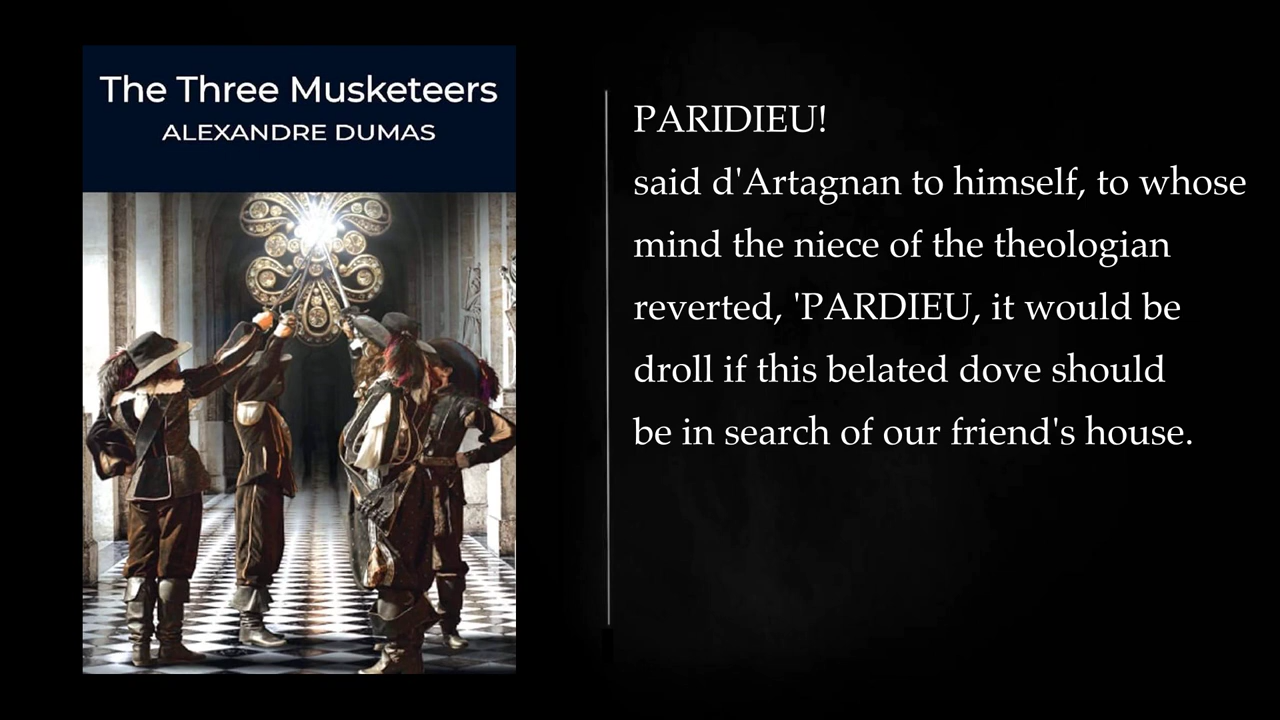 The Three Musketeers
ALEXANDRE DUMAS
PARIDIEU!
said d'Artagnan to himself, to whose
mind the niece of the theologian
reverted, 'PARDIEU, it would be
droll if this belated dove should
be in search of our friend's house.